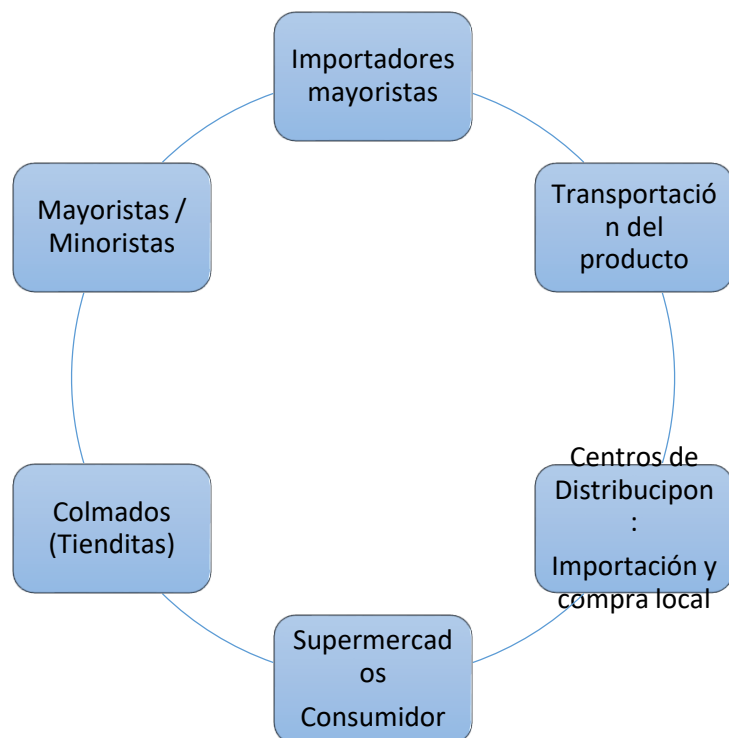 Importadores
mayoristas
Transportació
n del
producto
Centros de
Distribucipon
:
Importación y
compra local
Supermercad
os
Consumidor
Colmados
(Tienditas)
Mayoristas /
Minoristas